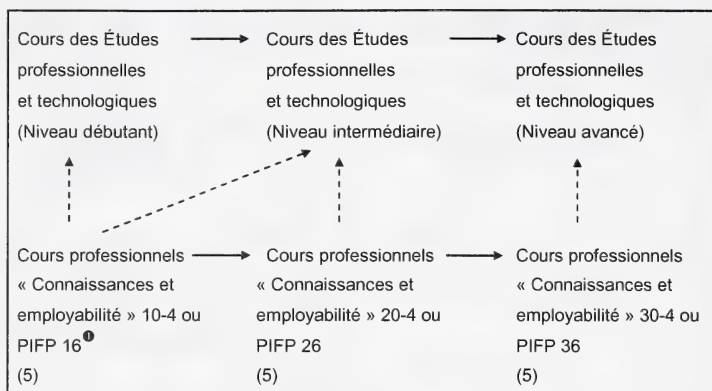 Cours des Études
professionnelles
et technologiques
(Niveau débutant)
Cours des Études
professionnelles
et technologiques
(Niveau intermédiaire)
Cours des Études
professionnelles
et technologiques
(Niveau avancé)
Cours professionnels
« Connaissances et
employabilité » 10-4 ou
PIFP 16❶
(5)
Cours professionnels
« Connaissances et
employabilité » 20-4 ou
PIFP 26
(5)
Cours professionnels
« Connaissances et
employabilité » 30-4 ou
PIFP 36
(5)